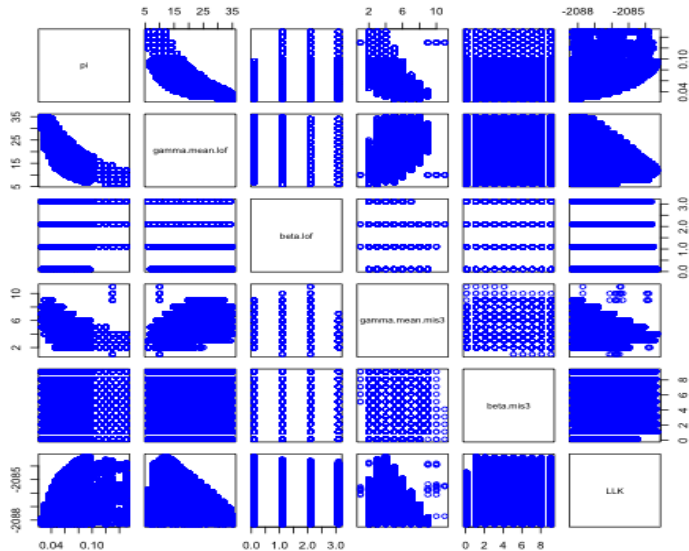 5 15 25 35
2 6 10
-2088 -2085
pi
0.04 0.10
5 15 25 35
gamma.mean.lof
beta.lof
0.0 1.0 2.0 3.0
2 6 10
gamma.mean.mis3
beta.mis3
0 2 4 6 8
-2088 -2085
LLK
0.04 0.10
0.0 1.0 2.0 3.0
0 2 4 6 8